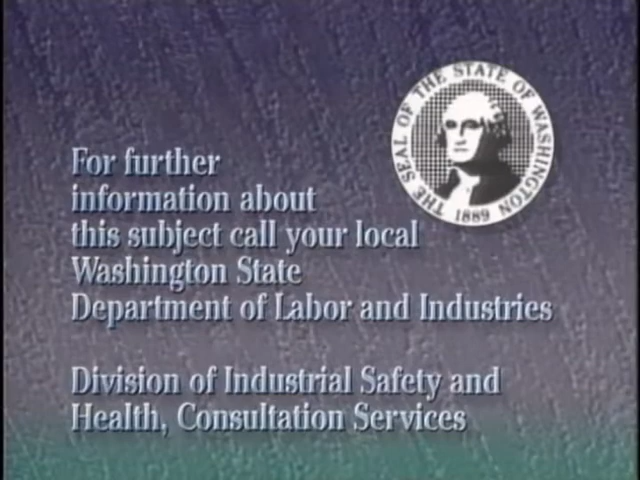 THE SEAL OF THE STATE OF WASHINGTON
1889
For further
information about
this subject call your local
Washington State
Department of Labor and Industries
Division of Industrial Safety and
Health, Consultation Services